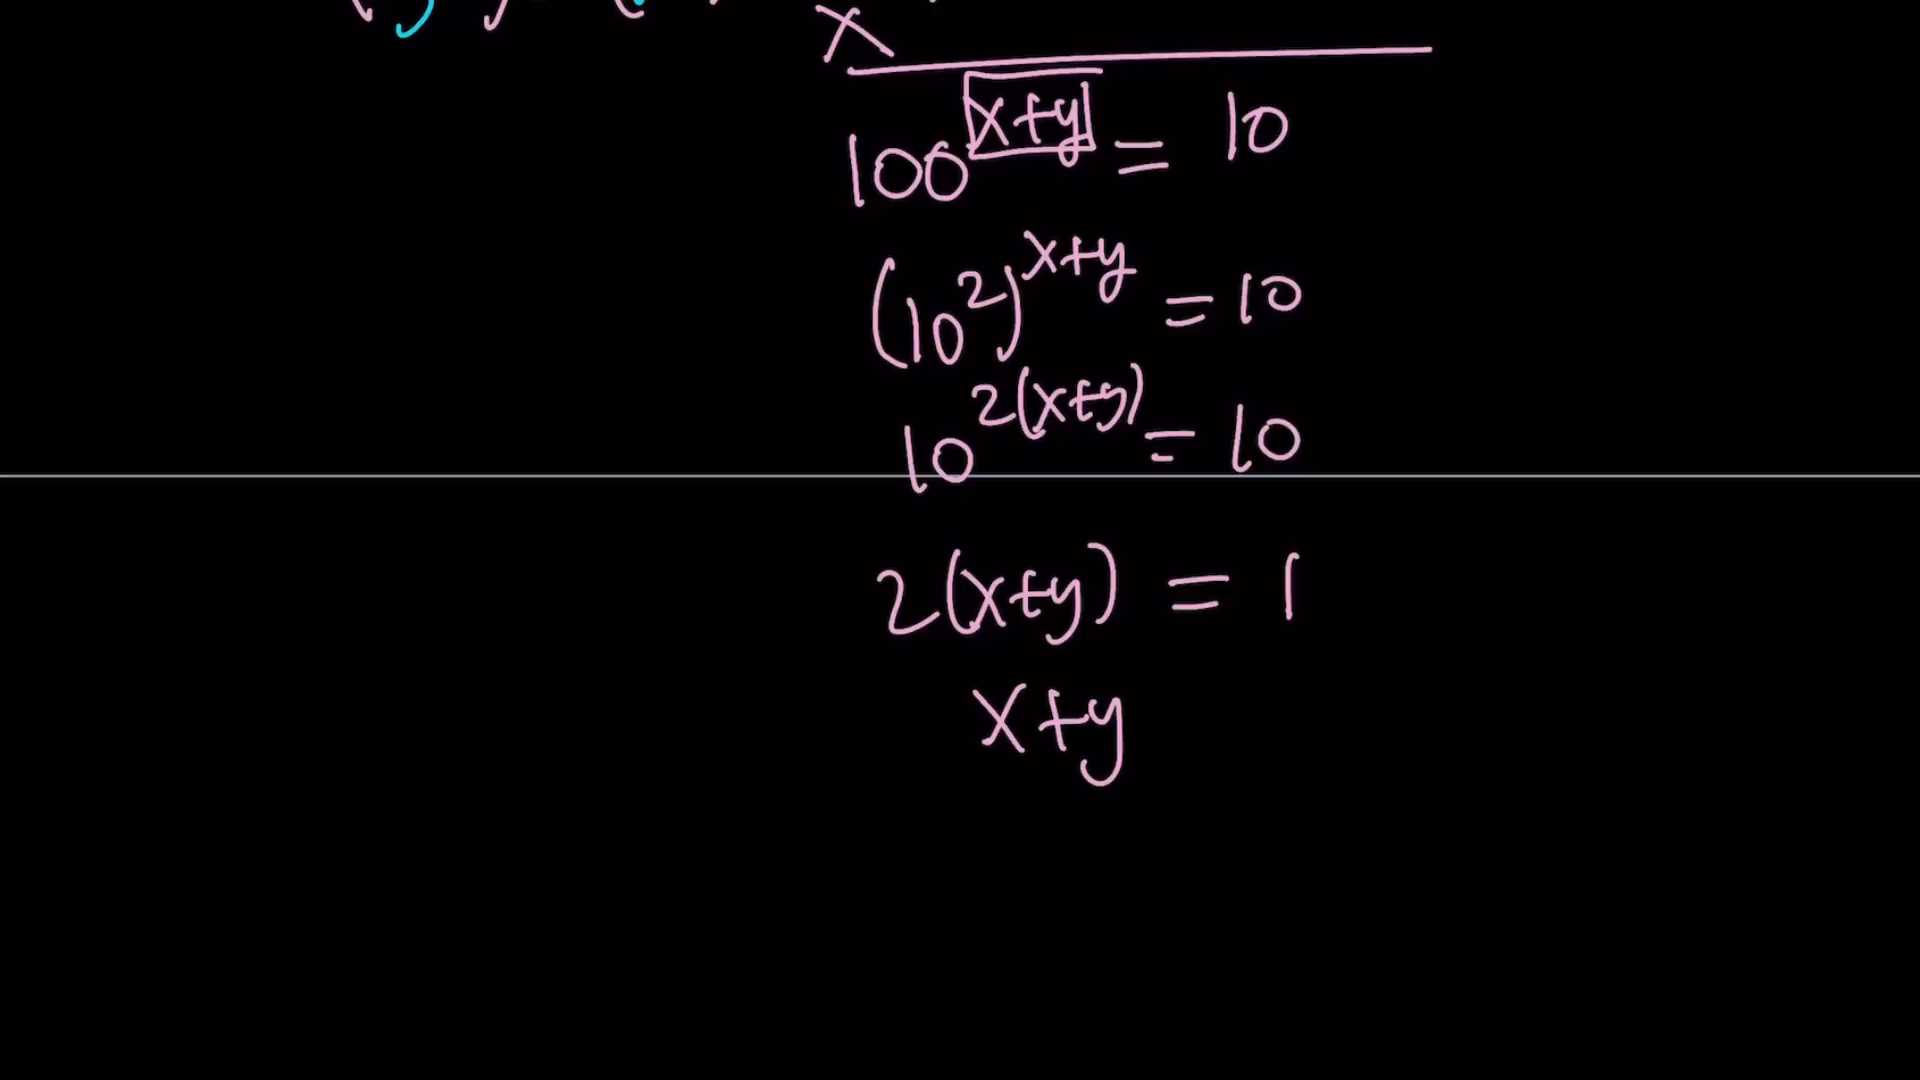 x
100^{x+y} = 10
(10^2)^{x+y} = 10
10^{2(x+y)} = 10
2(x+y) = 1
x+y